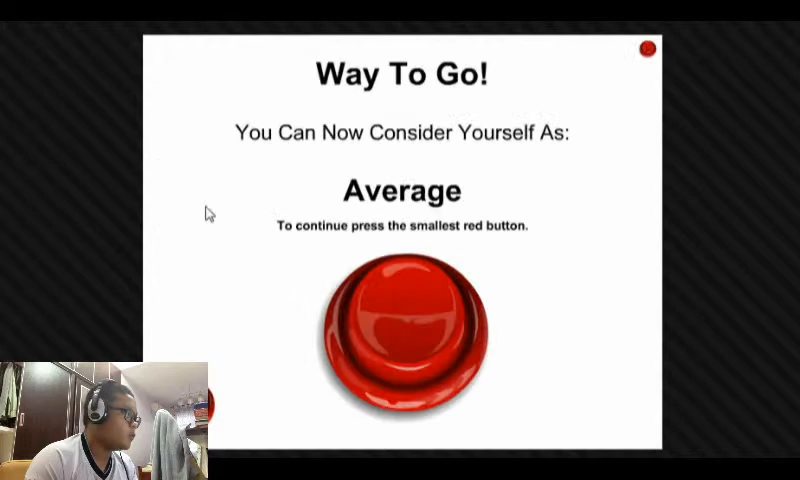 Way To Go!
You Can Now Consider Yourself As:
Average
To continue press the smallest red button.